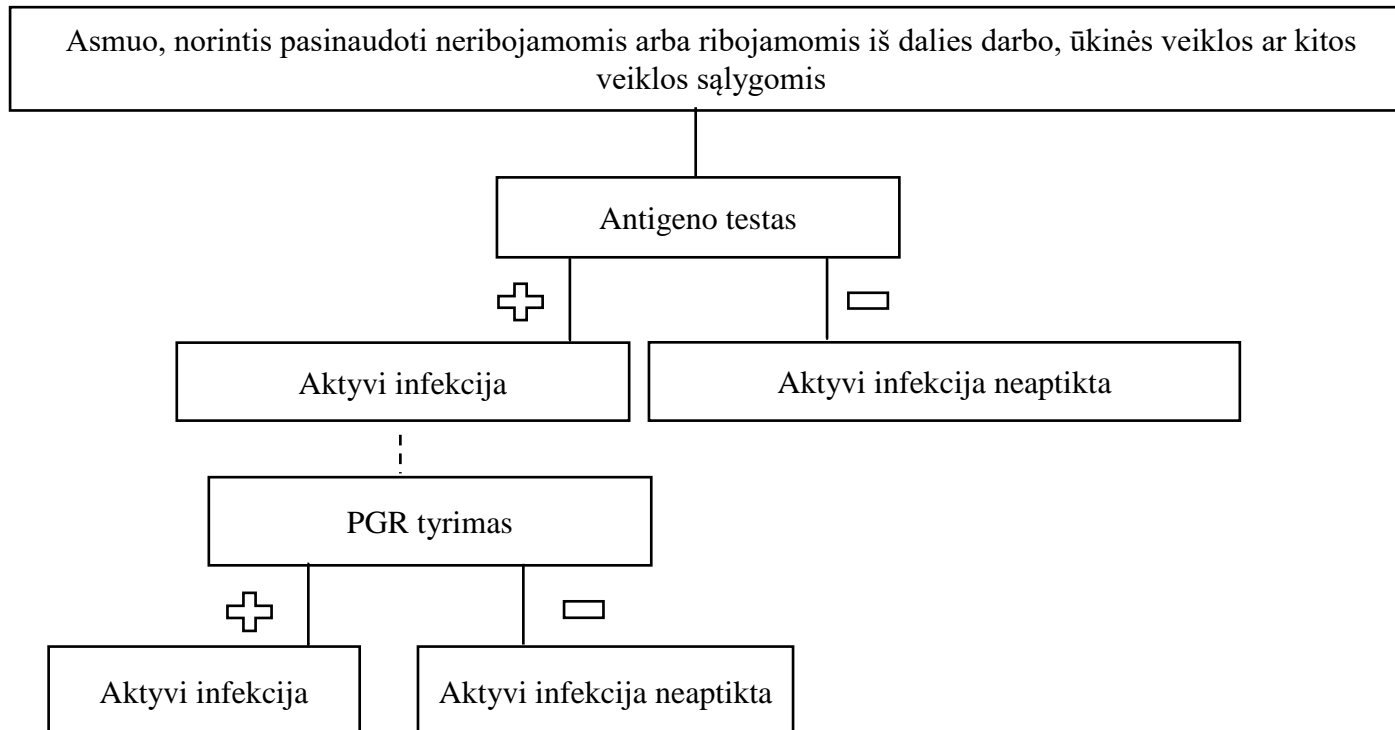 Asmuo, norintis pasinaudoti neribojamomis arba ribojamomis iš dalies darbo, ūkinės veiklos ar kitos
veiklos sąlygomis
Antigeno testas
Aktyvi infekcija
Aktyvi infekcija neaptikta
PGR tyrimas
Aktyvi infekcija
Aktyvi infekcija neaptikta